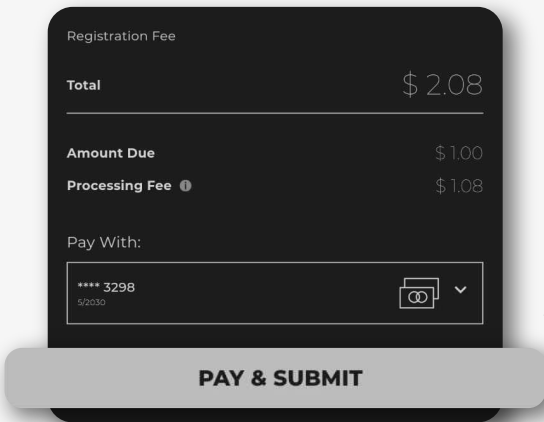 Registration Fee
Total $ 2.08
Amount Due $ 1.00
Processing Fee $ 1.08
Pay With:
**** 3298
5/2030
PAY & SUBMIT